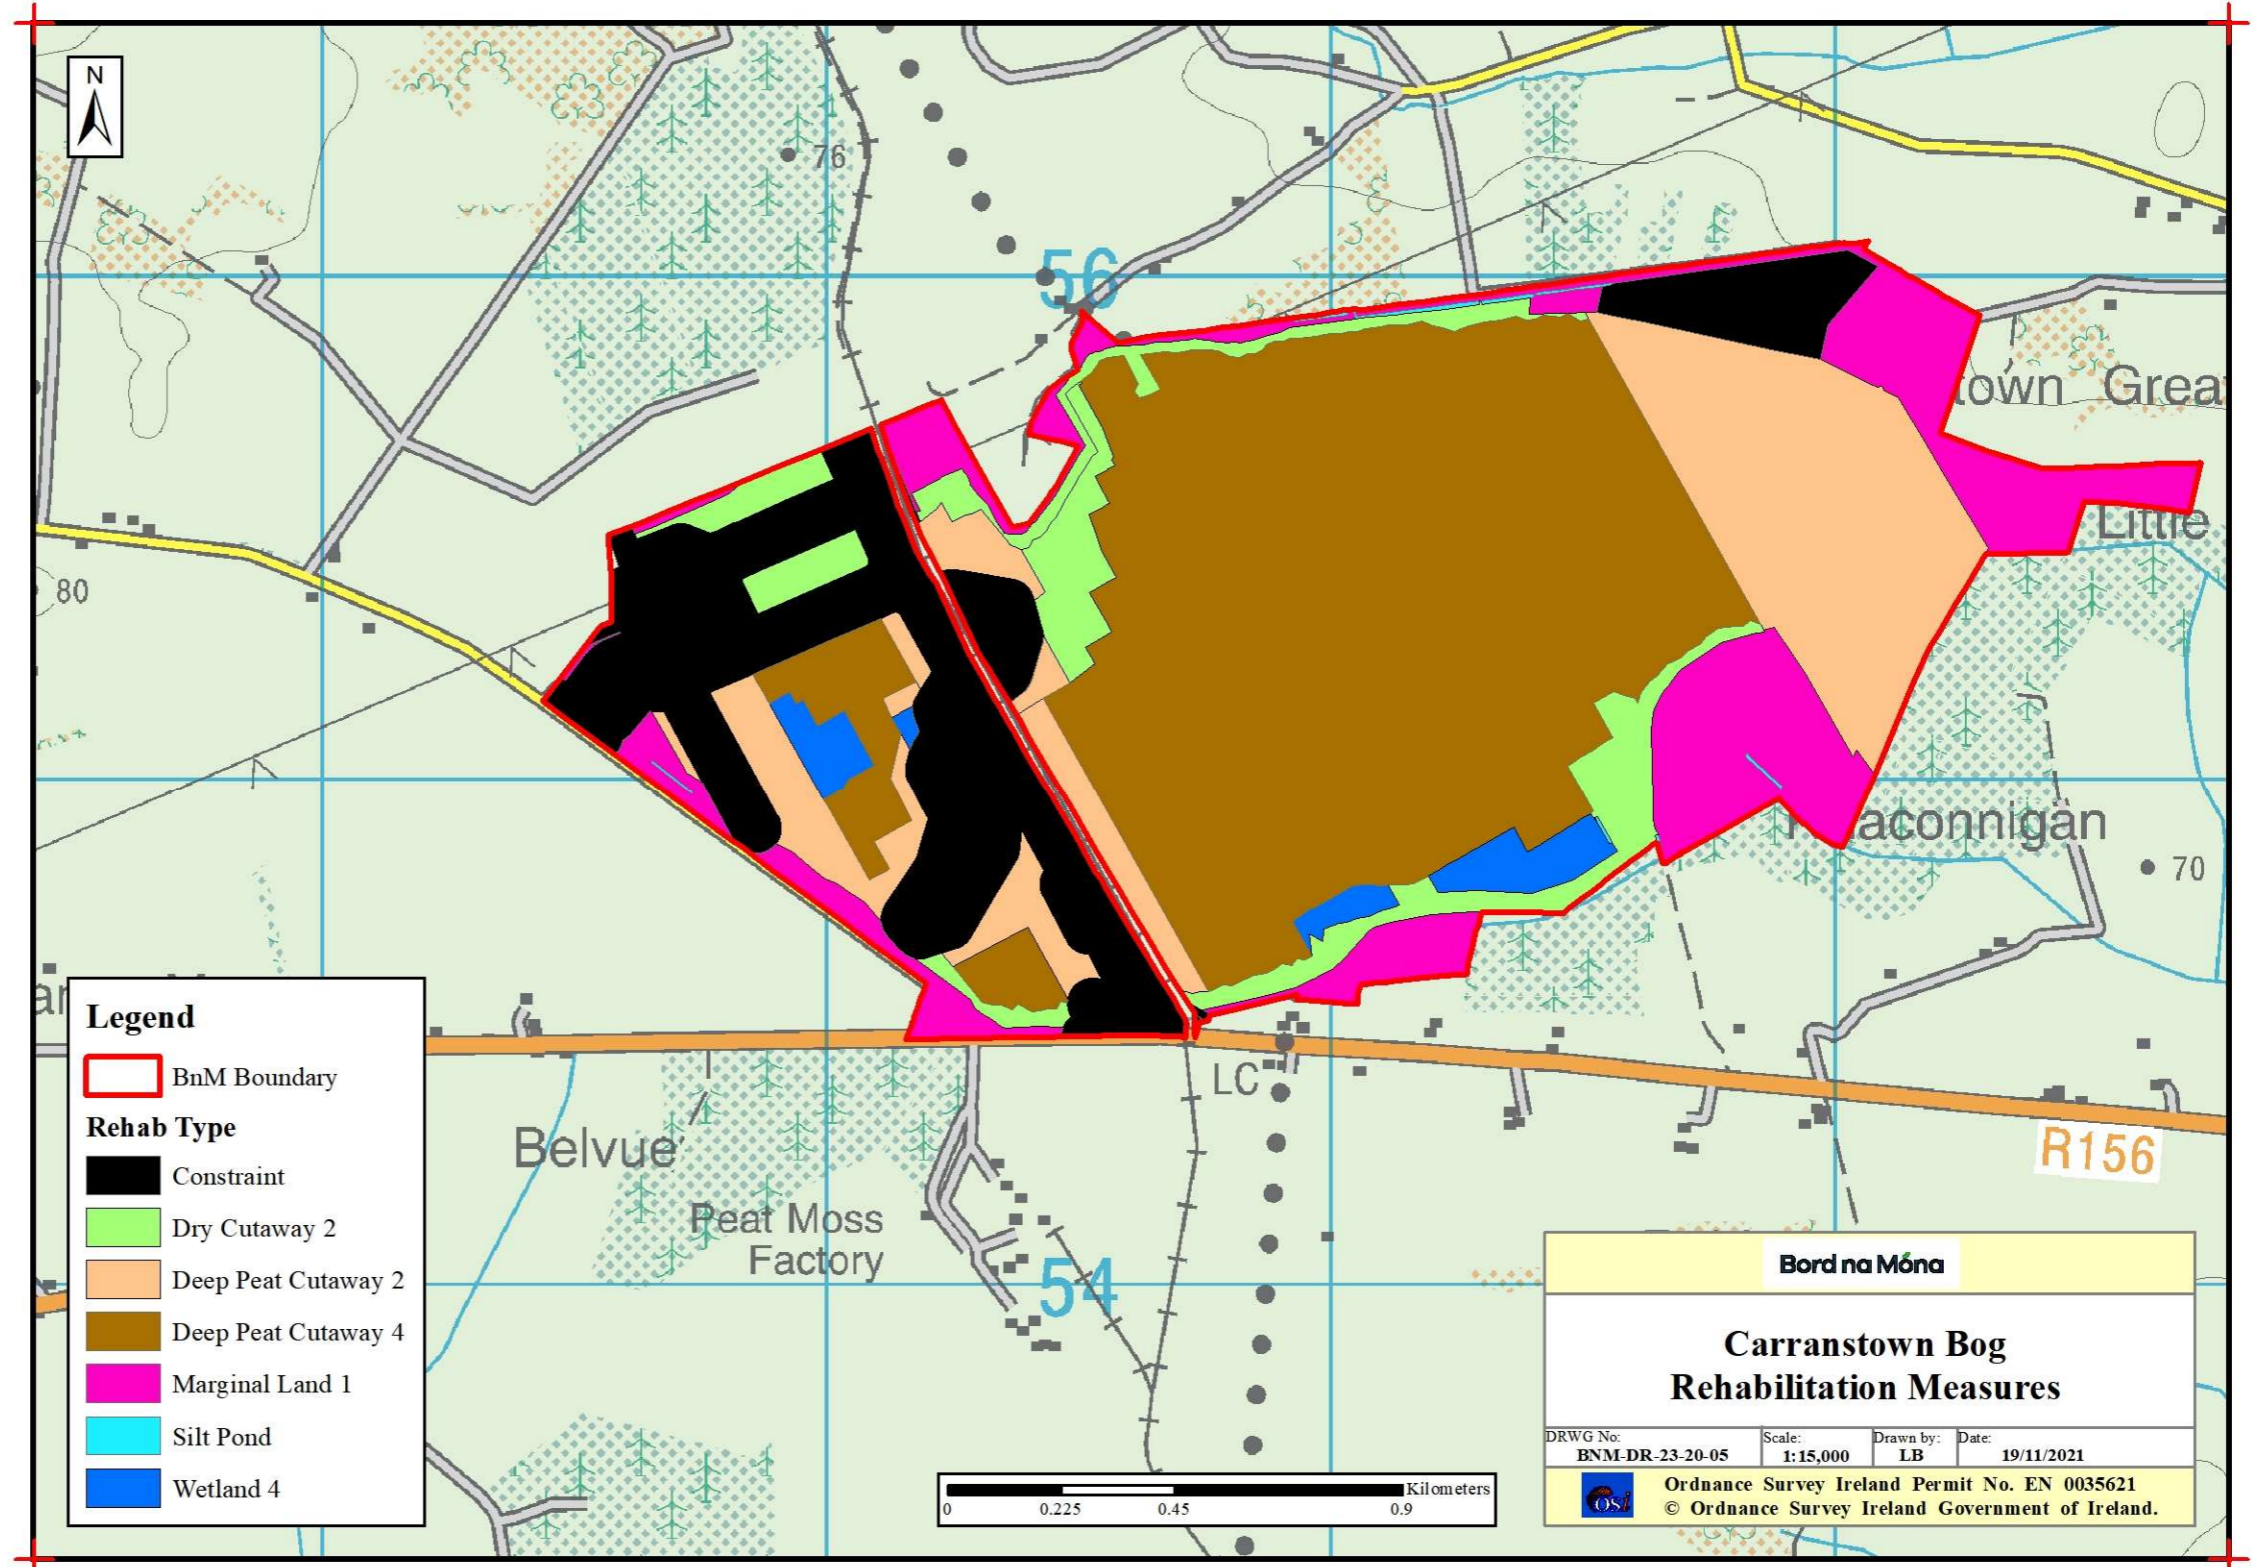 N
76
56
town Great
Little
80
aconnigan
70
Legend
BnM Boundary
Rehab Type
Constraint
Dry Cutaway 2
Deep Peat Cutaway 2
Deep Peat Cutaway 4
Marginal Land 1
Silt Pond
Wetland 4
LC
R156
Belvue
Peat Moss
Factory
54
Kilometers
0 0.225 0.45 0.9
Bord na Móna
Carranstown Bog
Rehabilitation Measures
DRWG No:
BNM-DR-23-20-05
Scale:
1:15,000
Drawn by:
LB
Date:
19/11/2021
OSi
Ordnance Survey Ireland Permit No. EN 0035621
© Ordnance Survey Ireland Government of Ireland.